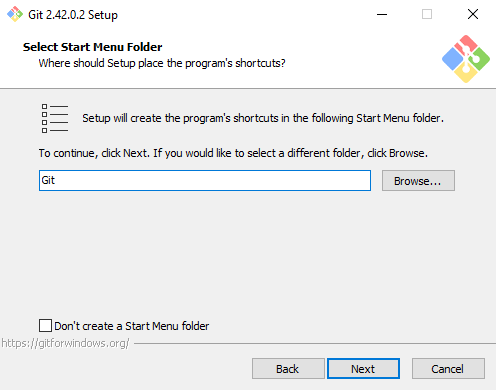 Git 2.42.0.2 Setup
Select Start Menu Folder
Where should Setup place the program's shortcuts?
Setup will create the program's shortcuts in the following Start Menu folder.
To continue, click Next. If you would like to select a different folder, click Browse.
Git
Browse...
Don't create a Start Menu folder
https://gitforwindows.org/
Back
Next
Cancel